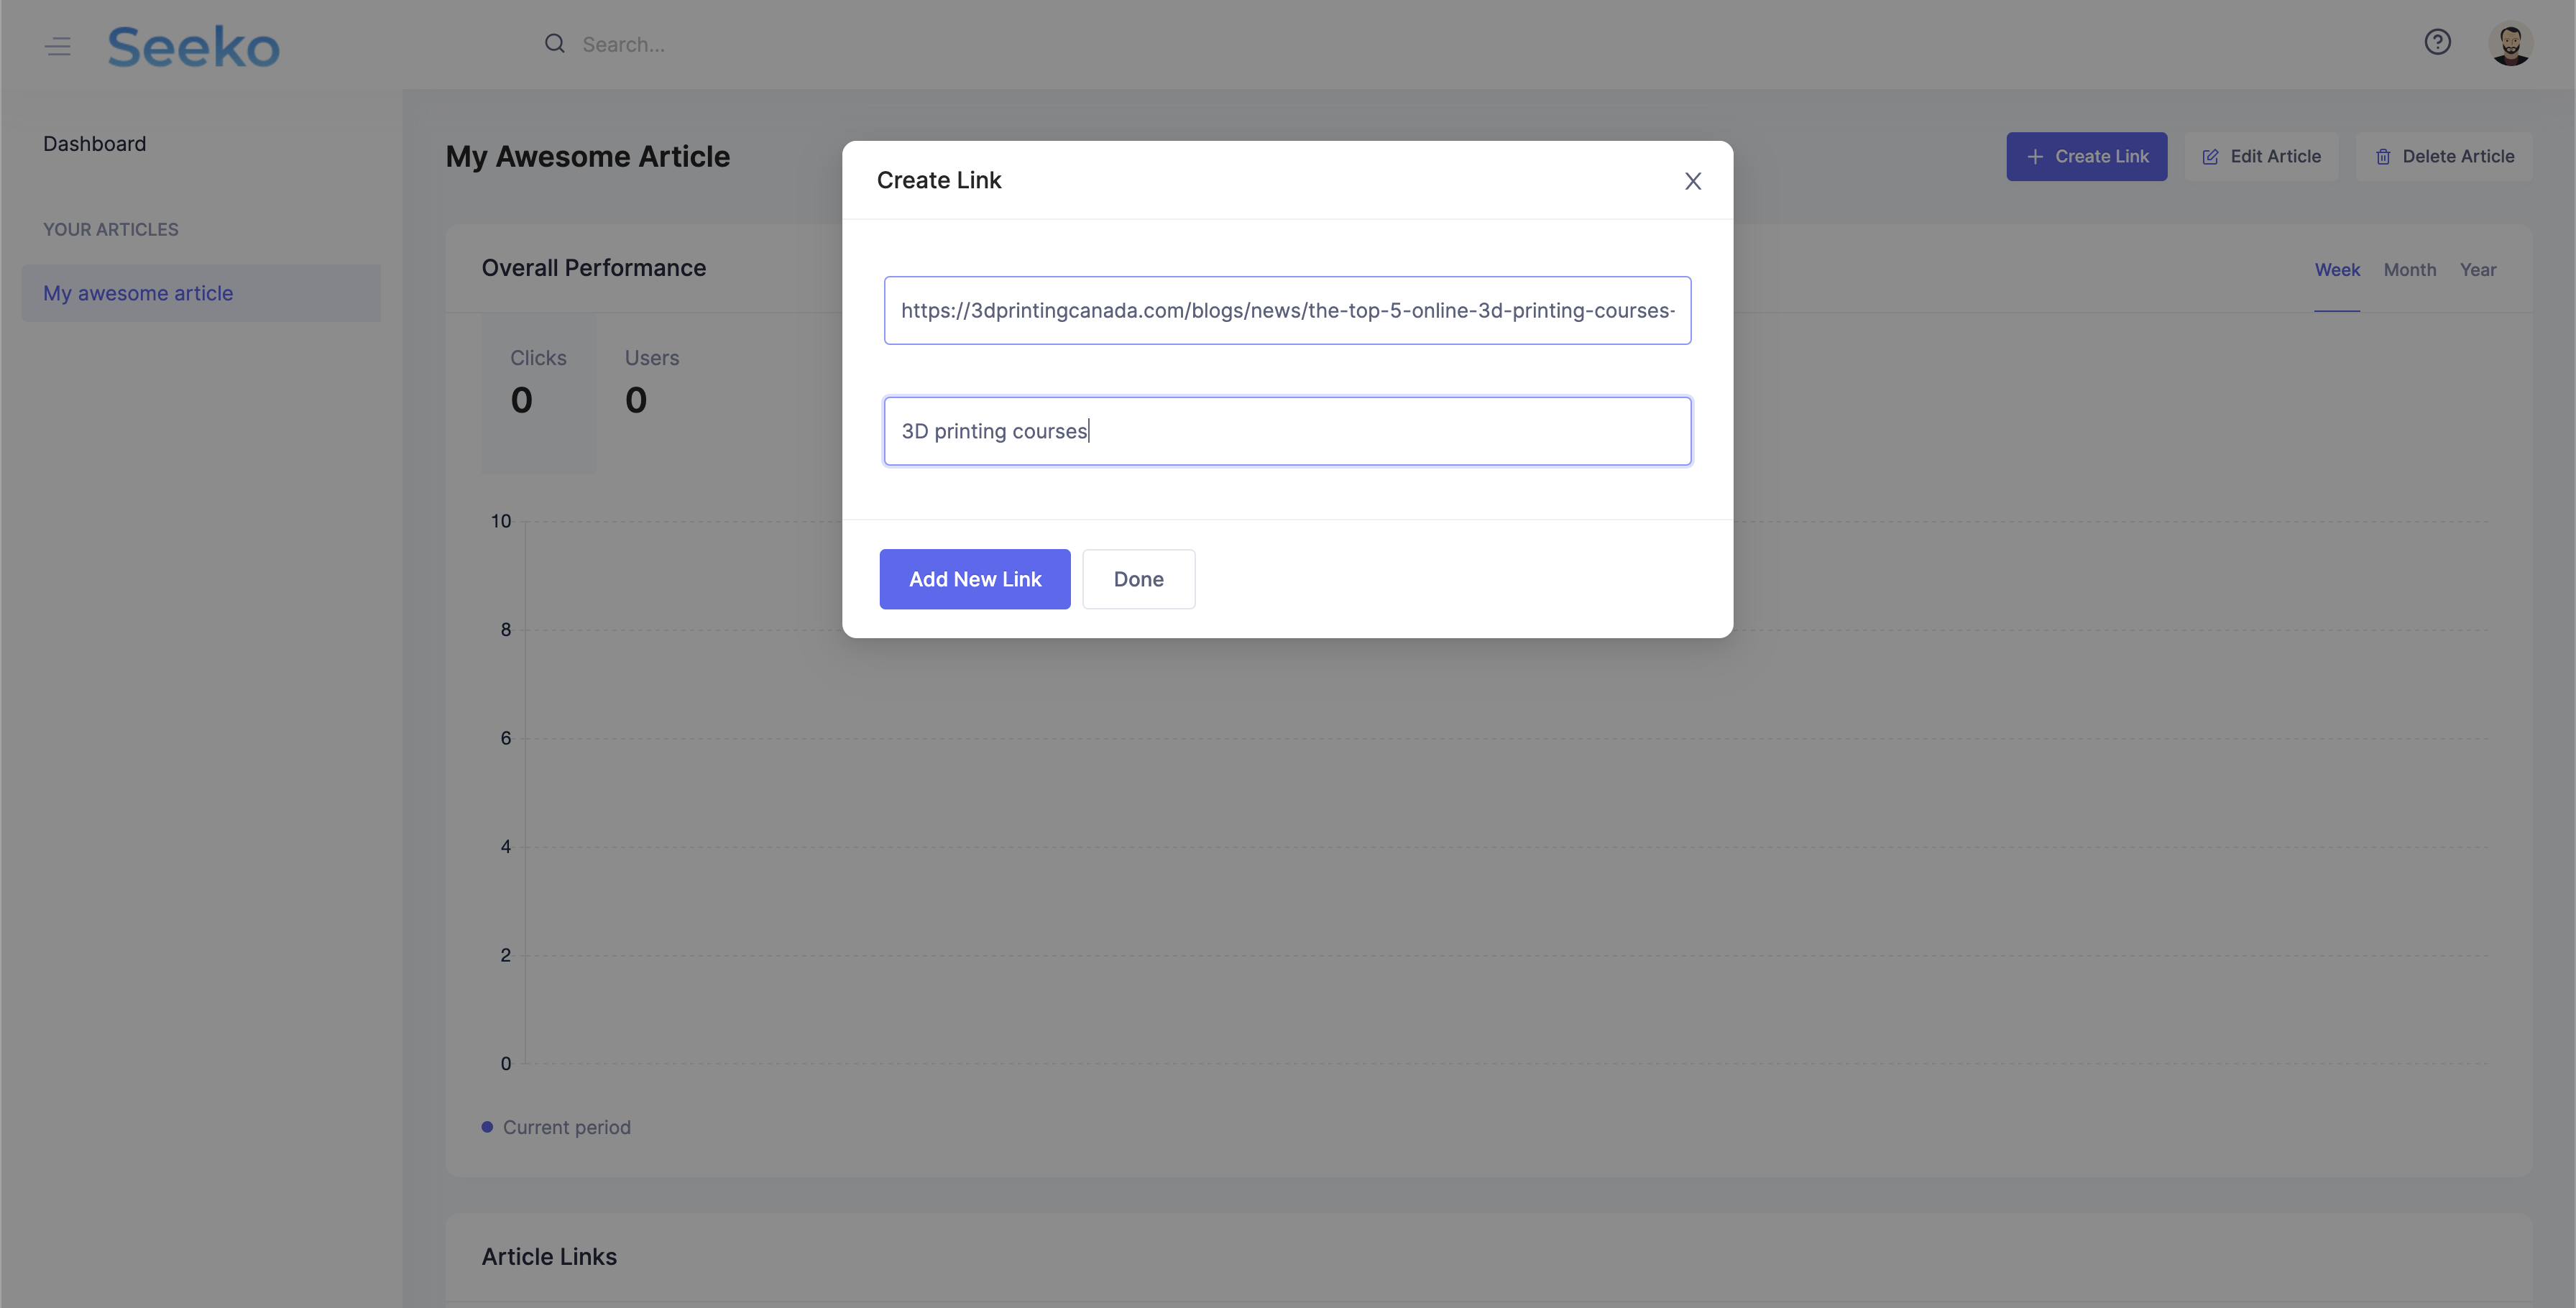 Seeko
Search...
Dashboard
YOUR ARTICLES
My awesome article
My Awesome Article
Create Link
Edit Article
Delete Article
Overall Performance
Week
Month
Year
Clicks
0
Users
0
10
8
6
4
2
0
Current period
Article Links
Create Link
https://3dprintingcanada.com/blogs/news/the-top-5-online-3d-printing-courses-
3D printing courses
Add New Link
Done